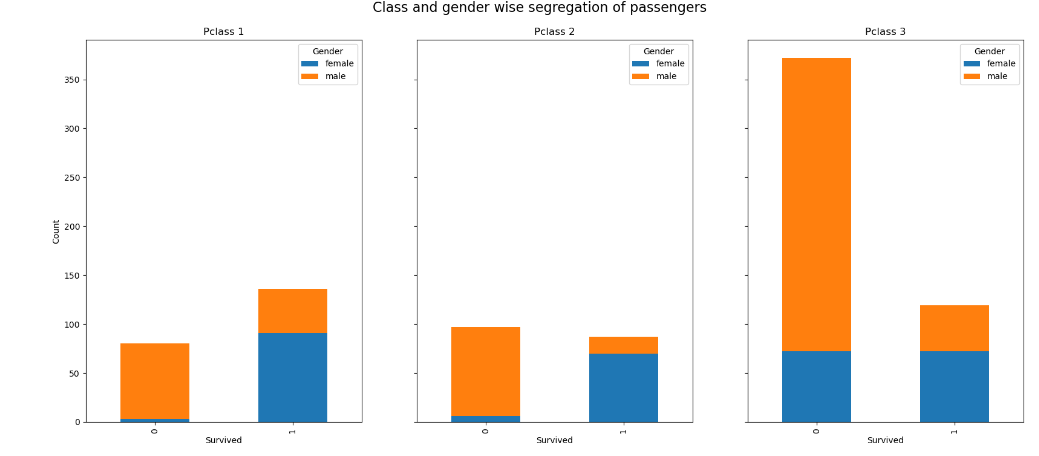 Class and gender wise segregation of passengers
Pclass 1
Pclass 2
Pclass 3
Gender
female
male
Gender
female
male
Gender
female
male
Count
350
300
250
200
150
100
50
0
0
1
0
1
0
1
Survived
Survived
Survived